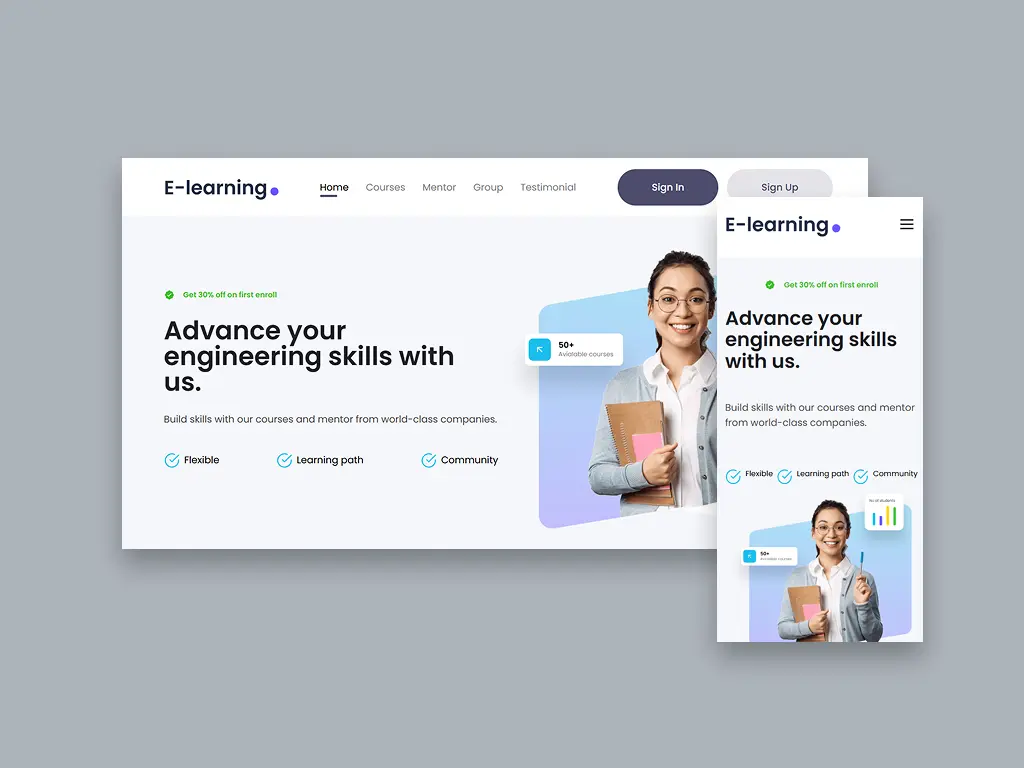 E-learning
Home Courses Mentor Group Testimonial Sign In Sign Up
Get 30% off on first enroll
Advance your
engineering skills with
us.
Build skills with our courses and mentor from world-class companies.
Flexible Learning path Community
50+
Avialable courses
E-learning
Get 30% off on first enroll
Advance your
engineering skills
with us.
Build skills with our courses and mentor
from world-class companies.
Flexible Learning path Community
No of students
50+
Avialable courses